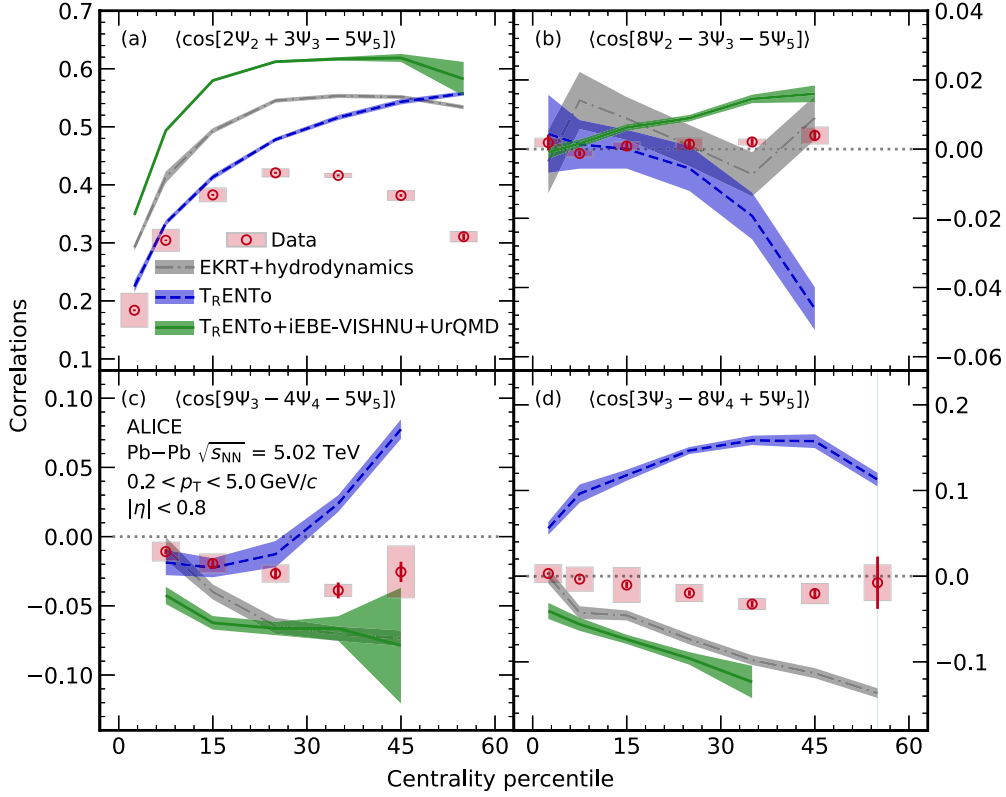 (a) ⟨cos[2Ψ₂ + 3Ψ₃ − 5Ψ₅]⟩
(b) ⟨cos[8Ψ₂ − 3Ψ₃ − 5Ψ₅]⟩
0.6
0.5
0.4
0.3
0.2
0.1
0.04
0.02
0.00
−0.02
−0.04
−0.06
Data
EKRT+hydrodynamics
TRENTo
TRENTo+iEBE-VISHNU+UrQMD
Correlations
(c) ⟨cos[9Ψ₃ − 4Ψ₄ − 5Ψ₅]⟩
(d) ⟨cos[3Ψ₃ − 8Ψ₄ + 5Ψ₅]⟩
ALICE
Pb−Pb √sNN = 5.02 TeV
0.2 < pT < 5.0 GeV/c
|η| < 0.8
0.10
0.05
0.00
−0.05
−0.10
0.2
0.1
0.0
−0.1
0 15 30 45 60
0 15 30 45 60
Centrality percentile